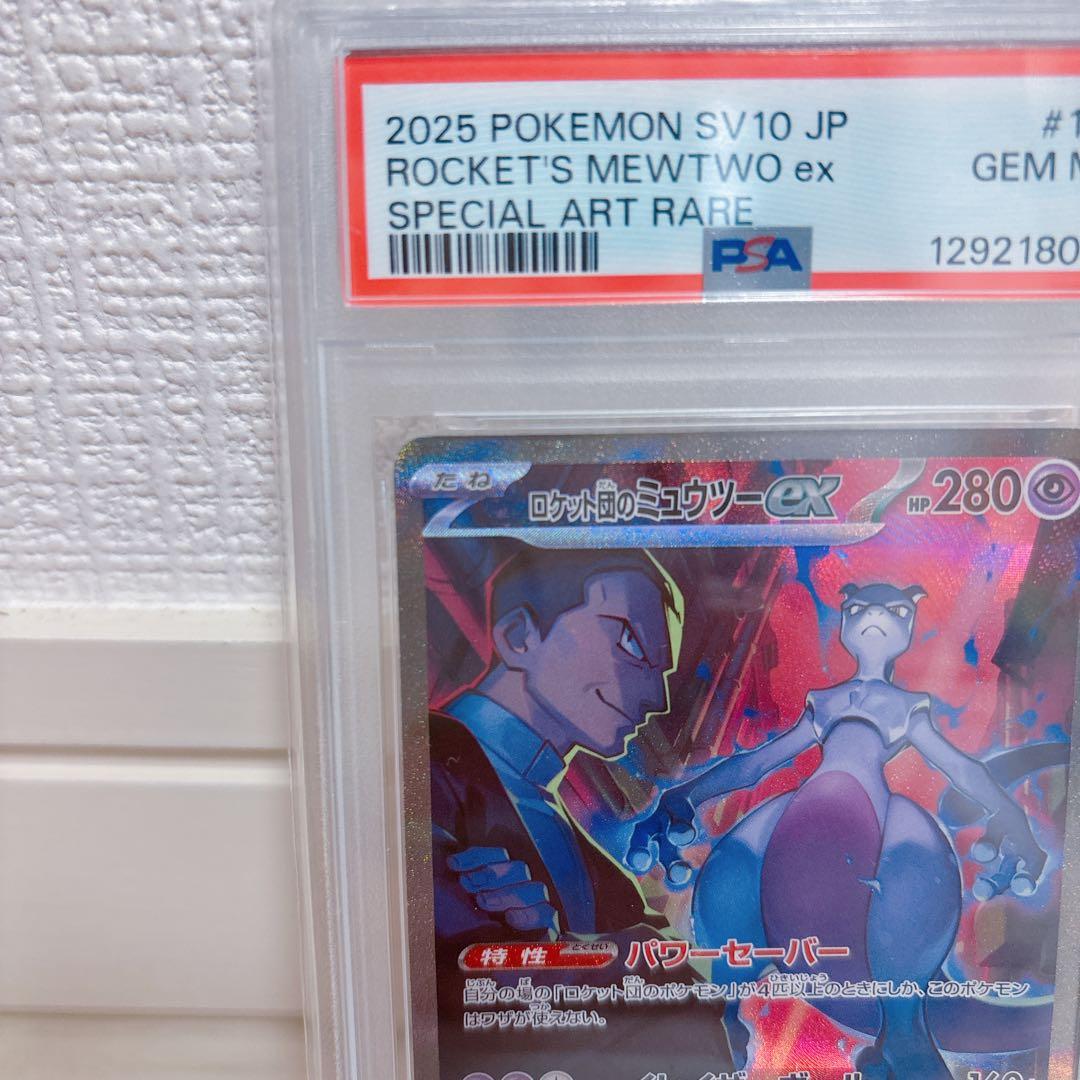 2025 POKEMON SV10 JP #1
ROCKET'S MEWTWO ex GEM M
SPECIAL ART RARE
PSA 1292180
たね ロケット団のミュウツーex HP280
特性 パワーセーバー
自分の場の「ロケット団のポケモン」が4匹以上のときにしか、このポケモン
はワザが使えない。